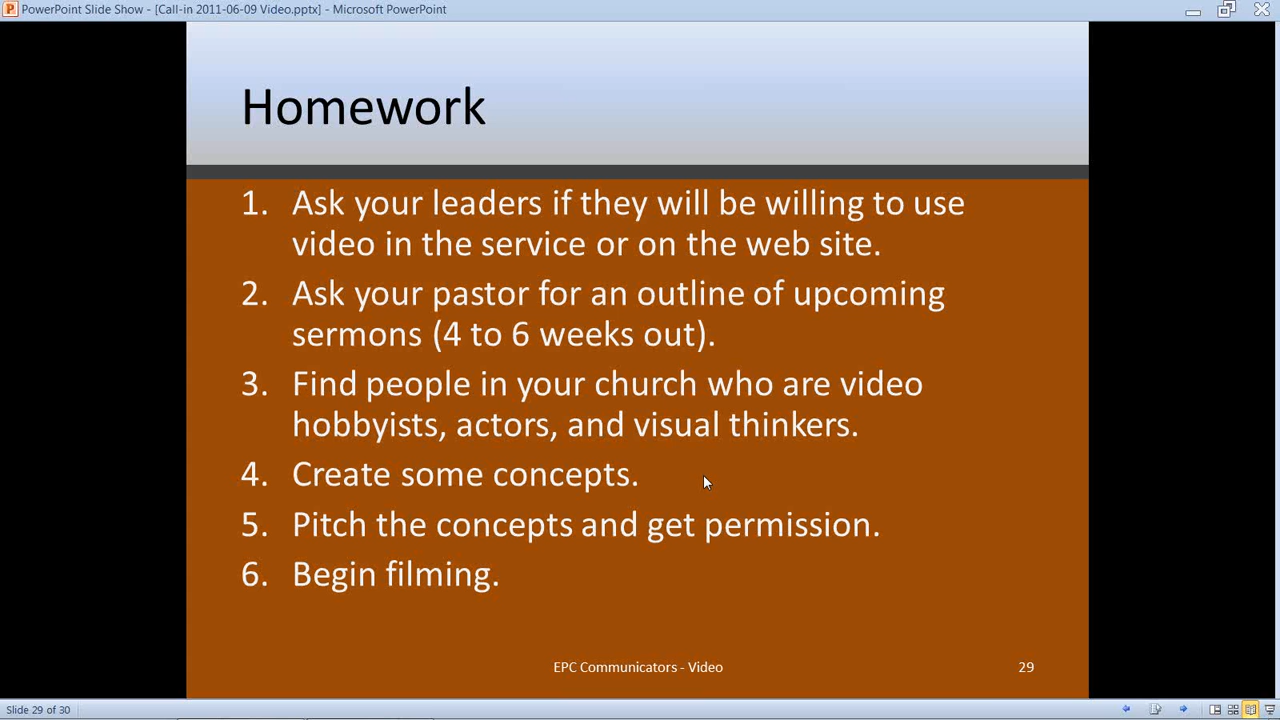 PowerPoint Slide Show - [Call-in 2011-06-09 Video.pptx] - Microsoft PowerPoint
Homework
1. Ask your leaders if they will be willing to use
video in the service or on the web site.
2. Ask your pastor for an outline of upcoming
sermons (4 to 6 weeks out).
3. Find people in your church who are video
hobbyists, actors, and visual thinkers.
4. Create some concepts.
5. Pitch the concepts and get permission.
6. Begin filming.
EPC Communicators - Video 29
Slide 29 of 30